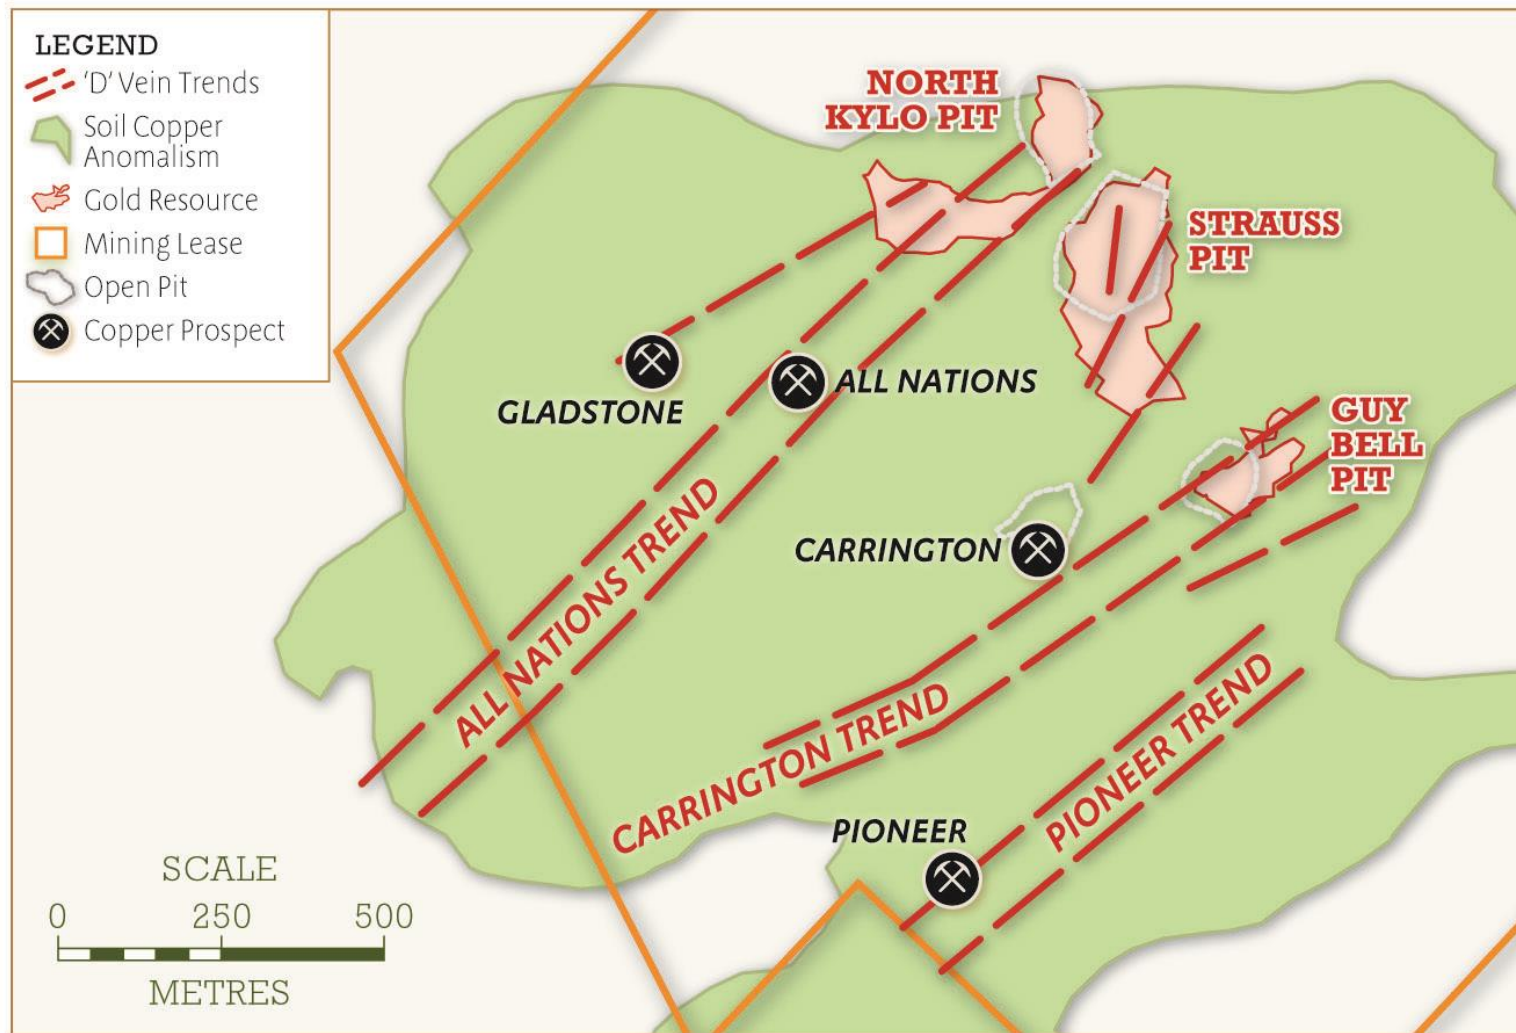 LEGEND
'D' Vein Trends
Soil Copper
Anomalism
Gold Resource
Mining Lease
Open Pit
Copper Prospect
NORTH
KYLO PIT
STRAUSS
PIT
GLADSTONE
ALL NATIONS
GUY
BELL
PIT
CARRINGTON
ALL NATIONS TREND
CARRINGTON TREND
PIONEER TREND
PIONEER
SCALE
0 250 500
METRES